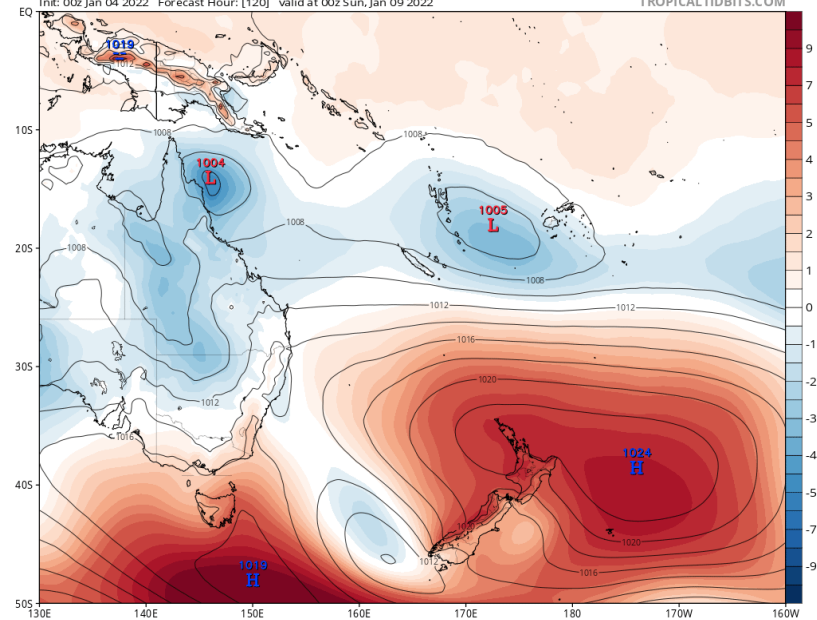 Init: 00z Jan 04 2022 Forecast Hour: [120] valid at 00z Sun, Jan 09 2022
TROPICALTIDBITS.COM
EQ
10S
20S
30S
40S
50S
130E
140E
150E
160E
170E
180
170W
160W
9
7
6
5
4
3
2
1
0
-1
-2
-3
-4
-5
-7
-9
1019
H
1012
1008
1004
L
1008
1005
L
1008
1008
1008
1012
1012
1016
1020
1012
1016
1024
H
1020
1012
1016
1019
H